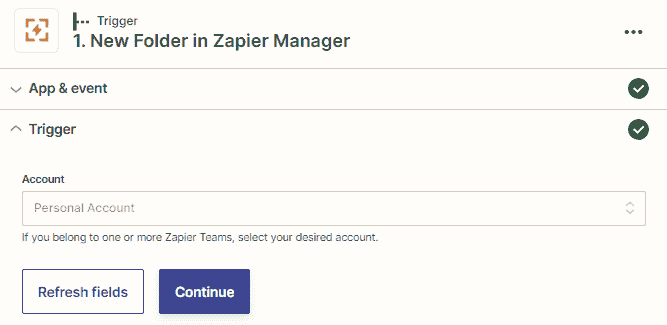 Trigger
1. New Folder in Zapier Manager
App & event
Trigger
Account
Personal Account
If you belong to one or more Zapier Teams, select your desired account.
Refresh fields
Continue